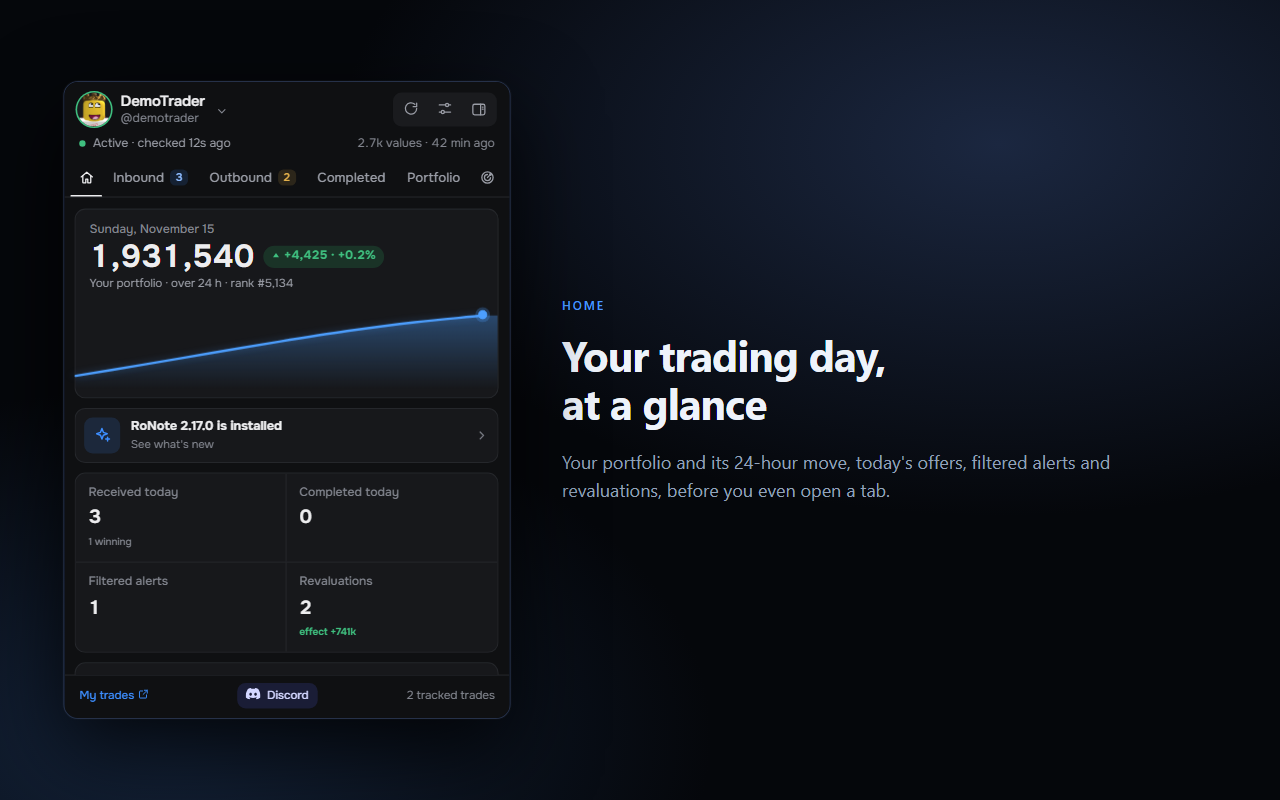 DemoTrader
@demotrader
Active · checked 12s ago
2.7k values · 42 min ago
Inbound 3 Outbound 2 Completed Portfolio
Sunday, November 15
1,931,540 +4,425 · +0.2%
Your portfolio · over 24 h · rank #5,134
RoNote 2.17.0 is installed
See what's new
Received today
3
1 winning
Completed today
0
Filtered alerts
1
Revaluations
2
effect +741k
My trades
Discord
2 tracked trades
HOME
Your trading day,
at a glance
Your portfolio and its 24-hour move, today's offers, filtered alerts and
revaluations, before you even open a tab.